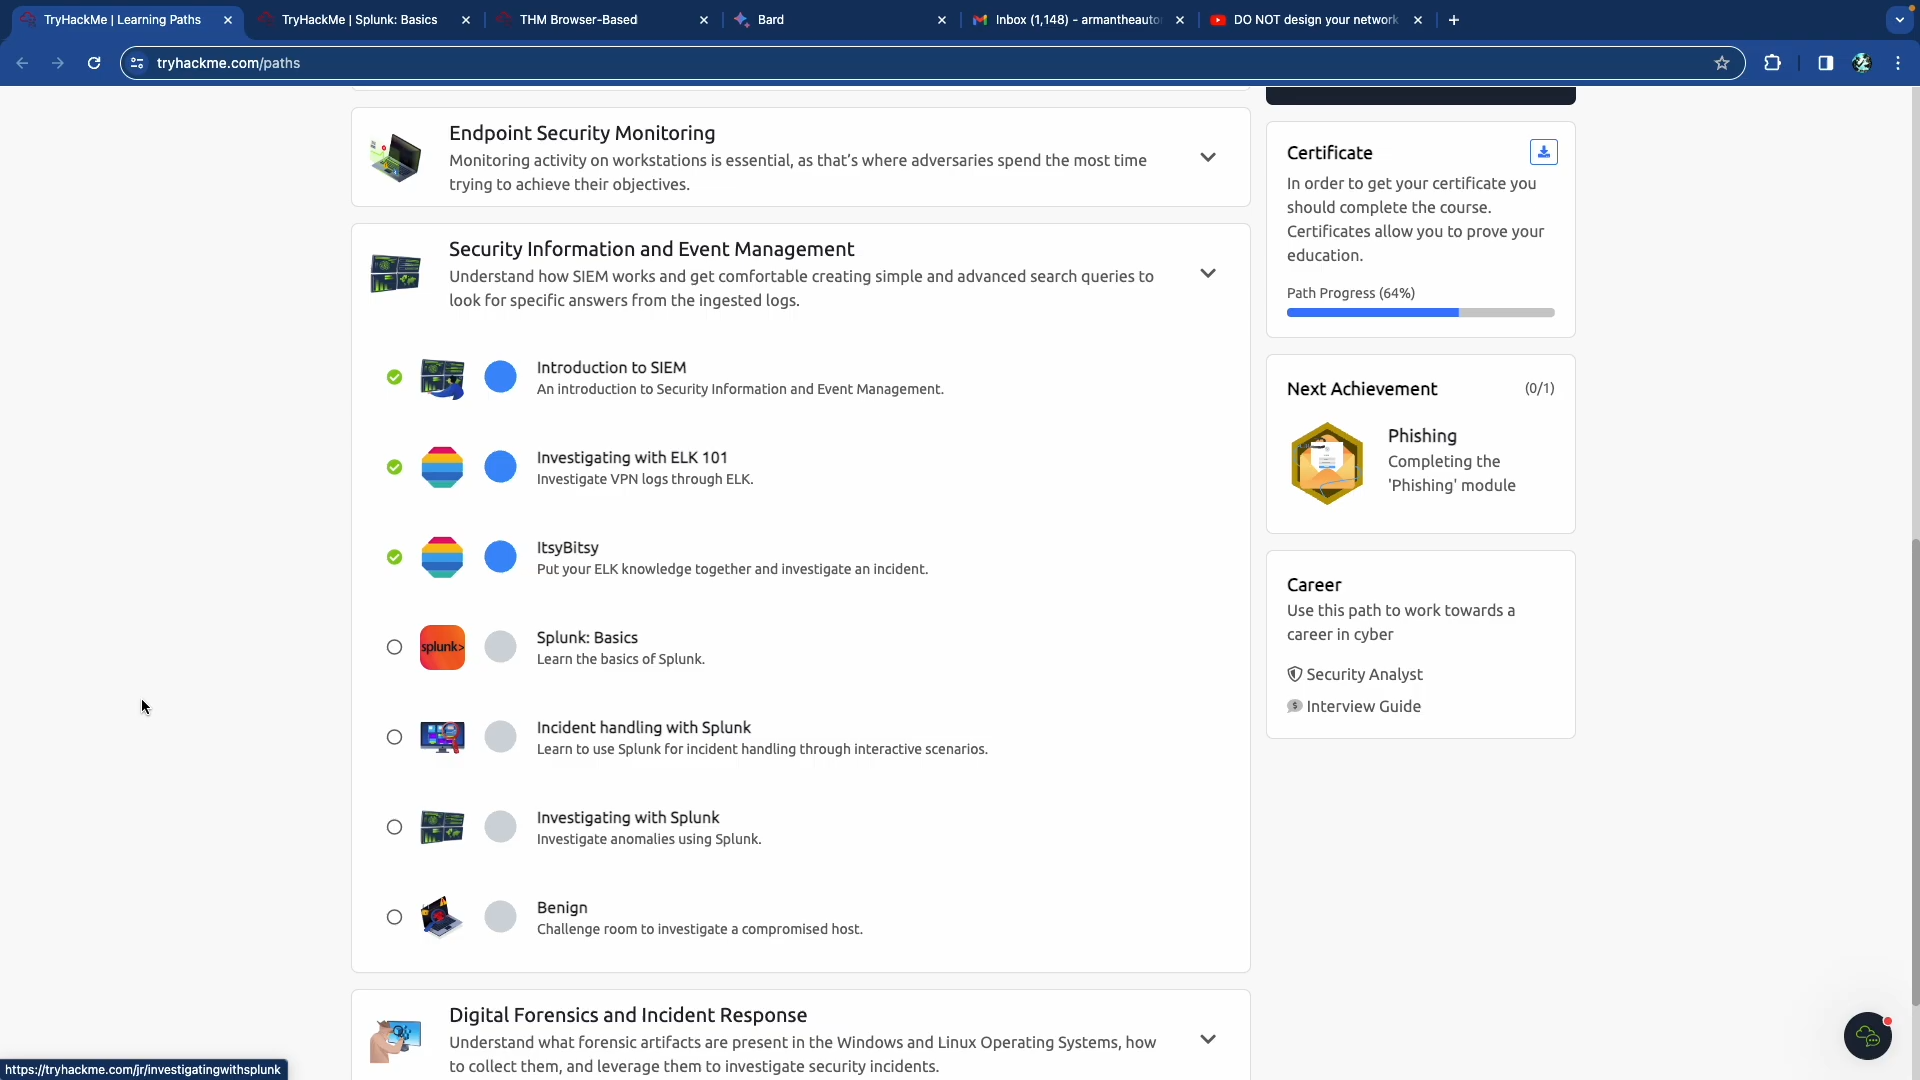 TryHackMe | Learning Paths
TryHackMe | Splunk: Basics
THM Browser-Based
Bard
Inbox (1,148) - armantheauto
DO NOT design your network
tryhackme.com/paths
Endpoint Security Monitoring
Monitoring activity on workstations is essential, as that's where adversaries spend the most time
trying to achieve their objectives.
Security Information and Event Management
Understand how SIEM works and get comfortable creating simple and advanced search queries to
look for specific answers from the ingested logs.
Introduction to SIEM
An introduction to Security Information and Event Management.
Investigating with ELK 101
Investigate VPN logs through ELK.
ItsyBitsy
Put your ELK knowledge together and investigate an incident.
splunk>
Splunk: Basics
Learn the basics of Splunk.
Incident handling with Splunk
Learn to use Splunk for incident handling through interactive scenarios.
Investigating with Splunk
Investigate anomalies using Splunk.
Benign
Challenge room to investigate a compromised host.
Digital Forensics and Incident Response
Understand what forensic artifacts are present in the Windows and Linux Operating Systems, how
to collect them, and leverage them to investigate security incidents.
Certificate
In order to get your certificate you
should complete the course.
Certificates allow you to prove your
education.
Path Progress (64%)
Next Achievement (0/1)
Phishing
Completing the
'Phishing' module
Career
Use this path to work towards a
career in cyber
Security Analyst
Interview Guide
https://tryhackme.com/jr/investigatingwithsplunk